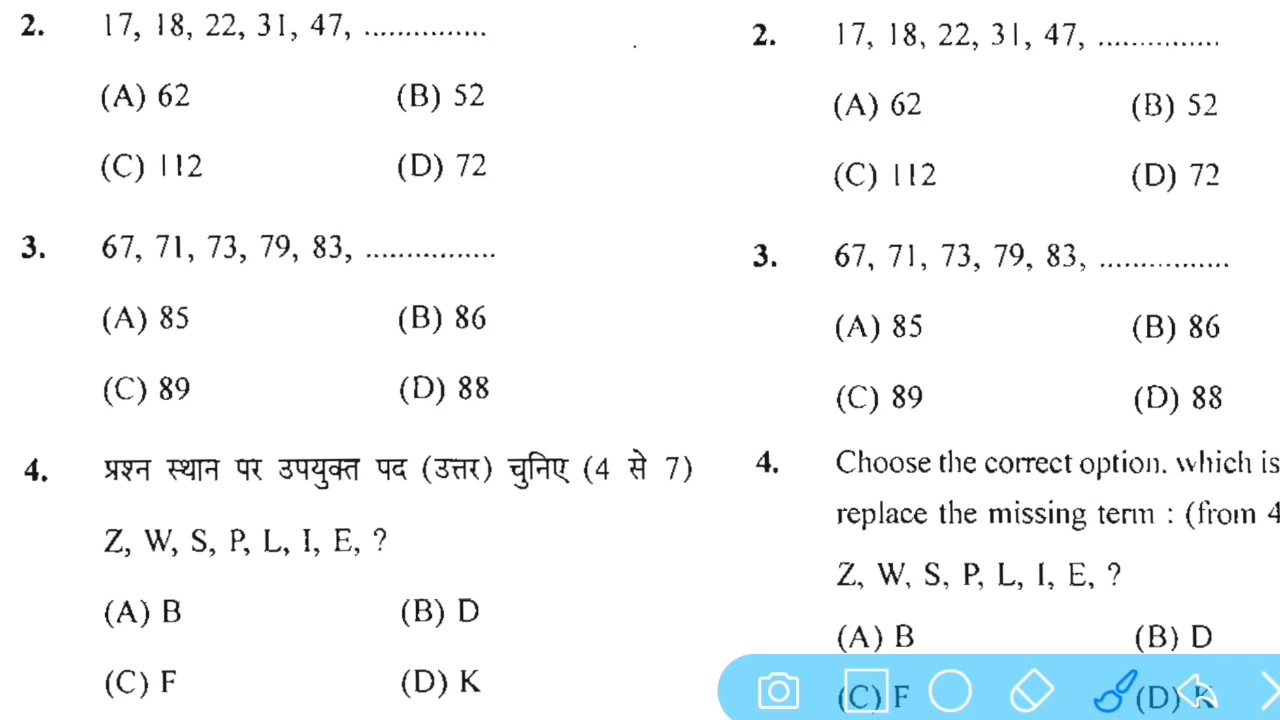 2. 17, 18, 22, 31, 47, ...............
(A) 62 (B) 52
(C) 112 (D) 72
3. 67, 71, 73, 79, 83, ................
(A) 85 (B) 86
(C) 89 (D) 88
4. प्रश्न स्थान पर उपयुक्त पद (उत्तर) चुनिए (4 से 7)
Z, W, S, P, L, I, E, ?
(A) B (B) D
(C) F (D) K
2. 17, 18, 22, 31, 47, ...............
(A) 62 (B) 52
(C) 112 (D) 72
3. 67, 71, 73, 79, 83, ................
(A) 85 (B) 86
(C) 89 (D) 88
4. Choose the correct option. which is
replace the missing term : (from 4
Z, W, S, P, L, I, E, ?
(A) B (B) D
(C) F (D) K